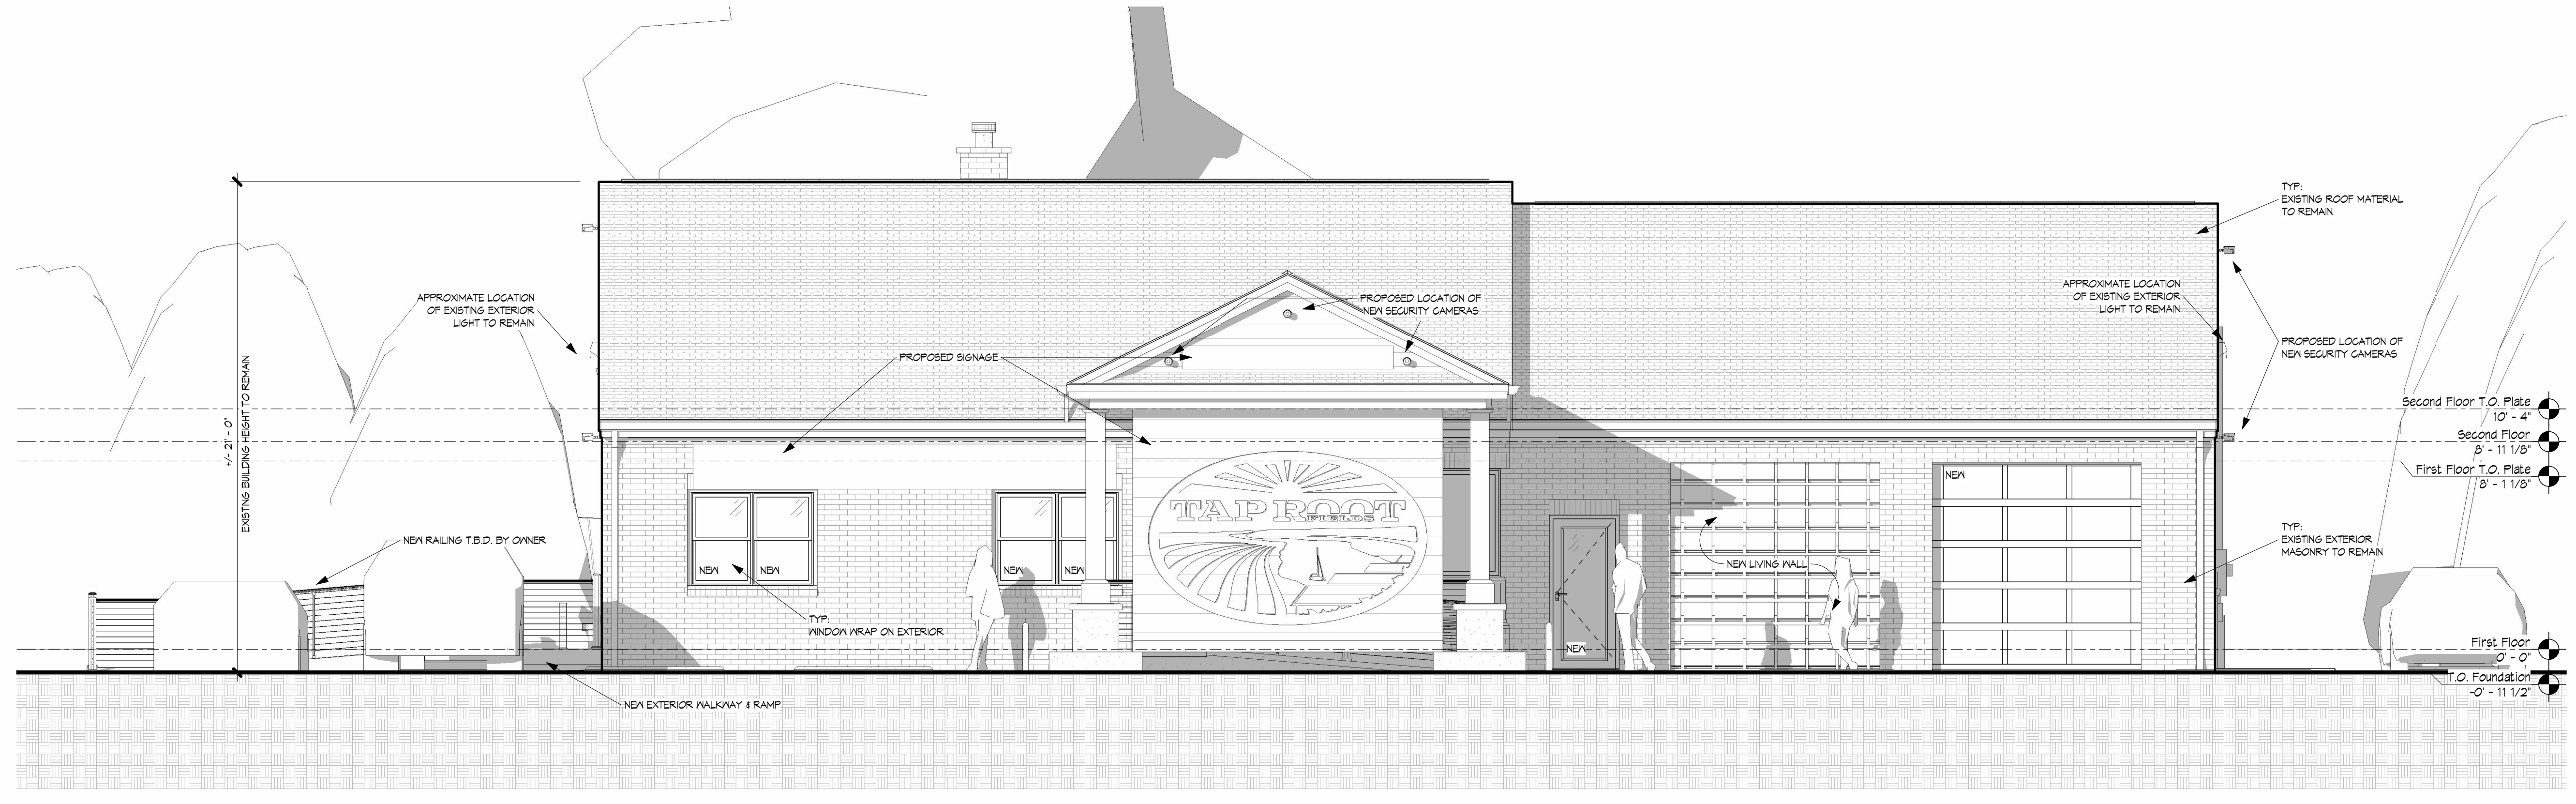 TYP:
EXISTING ROOF MATERIAL
TO REMAIN
APPROXIMATE LOCATION
OF EXISTING EXTERIOR
LIGHT TO REMAIN
PROPOSED LOCATION OF
NEW SECURITY CAMERAS
APPROXIMATE LOCATION
OF EXISTING EXTERIOR
LIGHT TO REMAIN
PROPOSED LOCATION OF
NEW SECURITY CAMERAS
PROPOSED SIGNAGE
+/- 21' - 0"
EXISTING BUILDING HEIGHT TO REMAIN
Second Floor T.O. Plate
10' - 4"
Second Floor
8' - 11 1/8"
First Floor T.O. Plate
8' - 1 1/8"
NEW
TAPROOT
FIELDS
NEW RAILING T.B.D. BY OWNER
TYP:
EXISTING EXTERIOR
MASONRY TO REMAIN
NEW
NEW
NEW
NEW
NEW LIVING WALL
TYP:
WINDOW WRAP ON EXTERIOR
NEW
First Floor
0' - 0"
T.O. Foundation
-0' - 11 1/2"
NEW EXTERIOR WALKWAY & RAMP